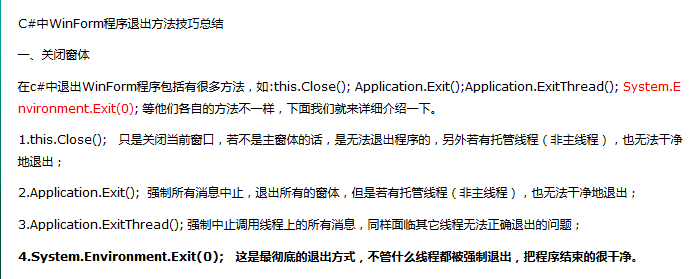 C#中WinForm程序退出方法技巧总结
一、关闭窗体
在c#中退出WinForm程序包括有很多方法，如:this.Close(); Application.Exit();Application.ExitThread(); System.E
nvironment.Exit(0); 等他们各自的方法不一样，下面我们就来详细介绍一下。
1.this.Close();   只是关闭当前窗口，若不是主窗体的话，是无法退出程序的，另外若有托管线程（非主线程），也无法干净
地退出；
2.Application.Exit();  强制所有消息中止，退出所有的窗体，但是若有托管线程（非主线程），也无法干净地退出；
3.Application.ExitThread(); 强制中止调用线程上的所有消息，同样面临其它线程无法正确退出的问题；
4.System.Environment.Exit(0);   这是最彻底的退出方式，不管什么线程都被强制退出，把程序结束的很干净。